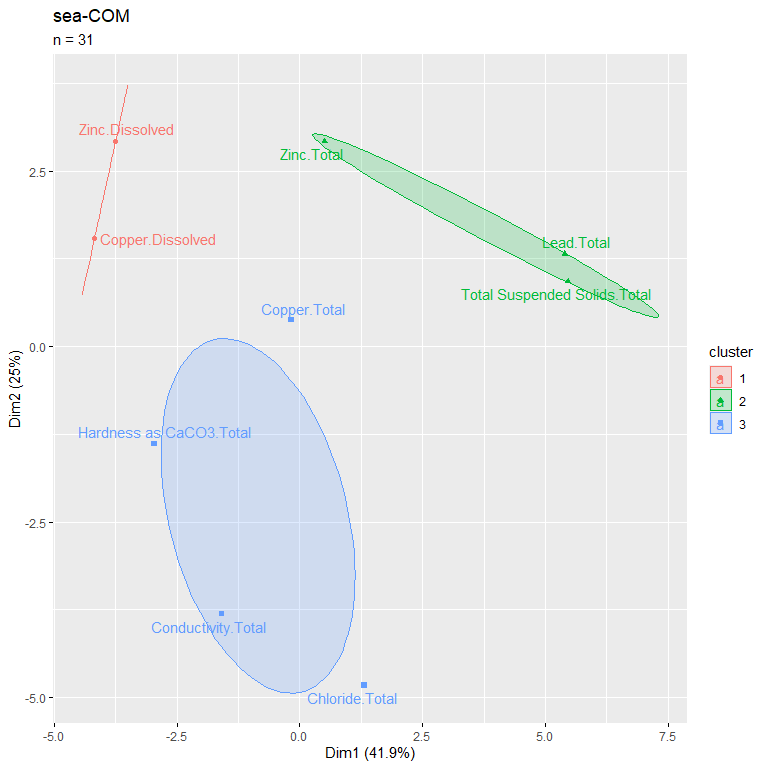 sea-COM
n = 31
Zinc.Dissolved
Zinc.Total
2.5
Copper.Dissolved
Lead.Total
Total Suspended Solids.Total
Copper.Total
0.0
cluster
a 1
a 2
a 3
Dim2 (25%)
Hardness as CaCO3.Total
-2.5
Conductivity.Total
-5.0
Chloride.Total
-5.0 -2.5 0.0 2.5 5.0 7.5
Dim1 (41.9%)